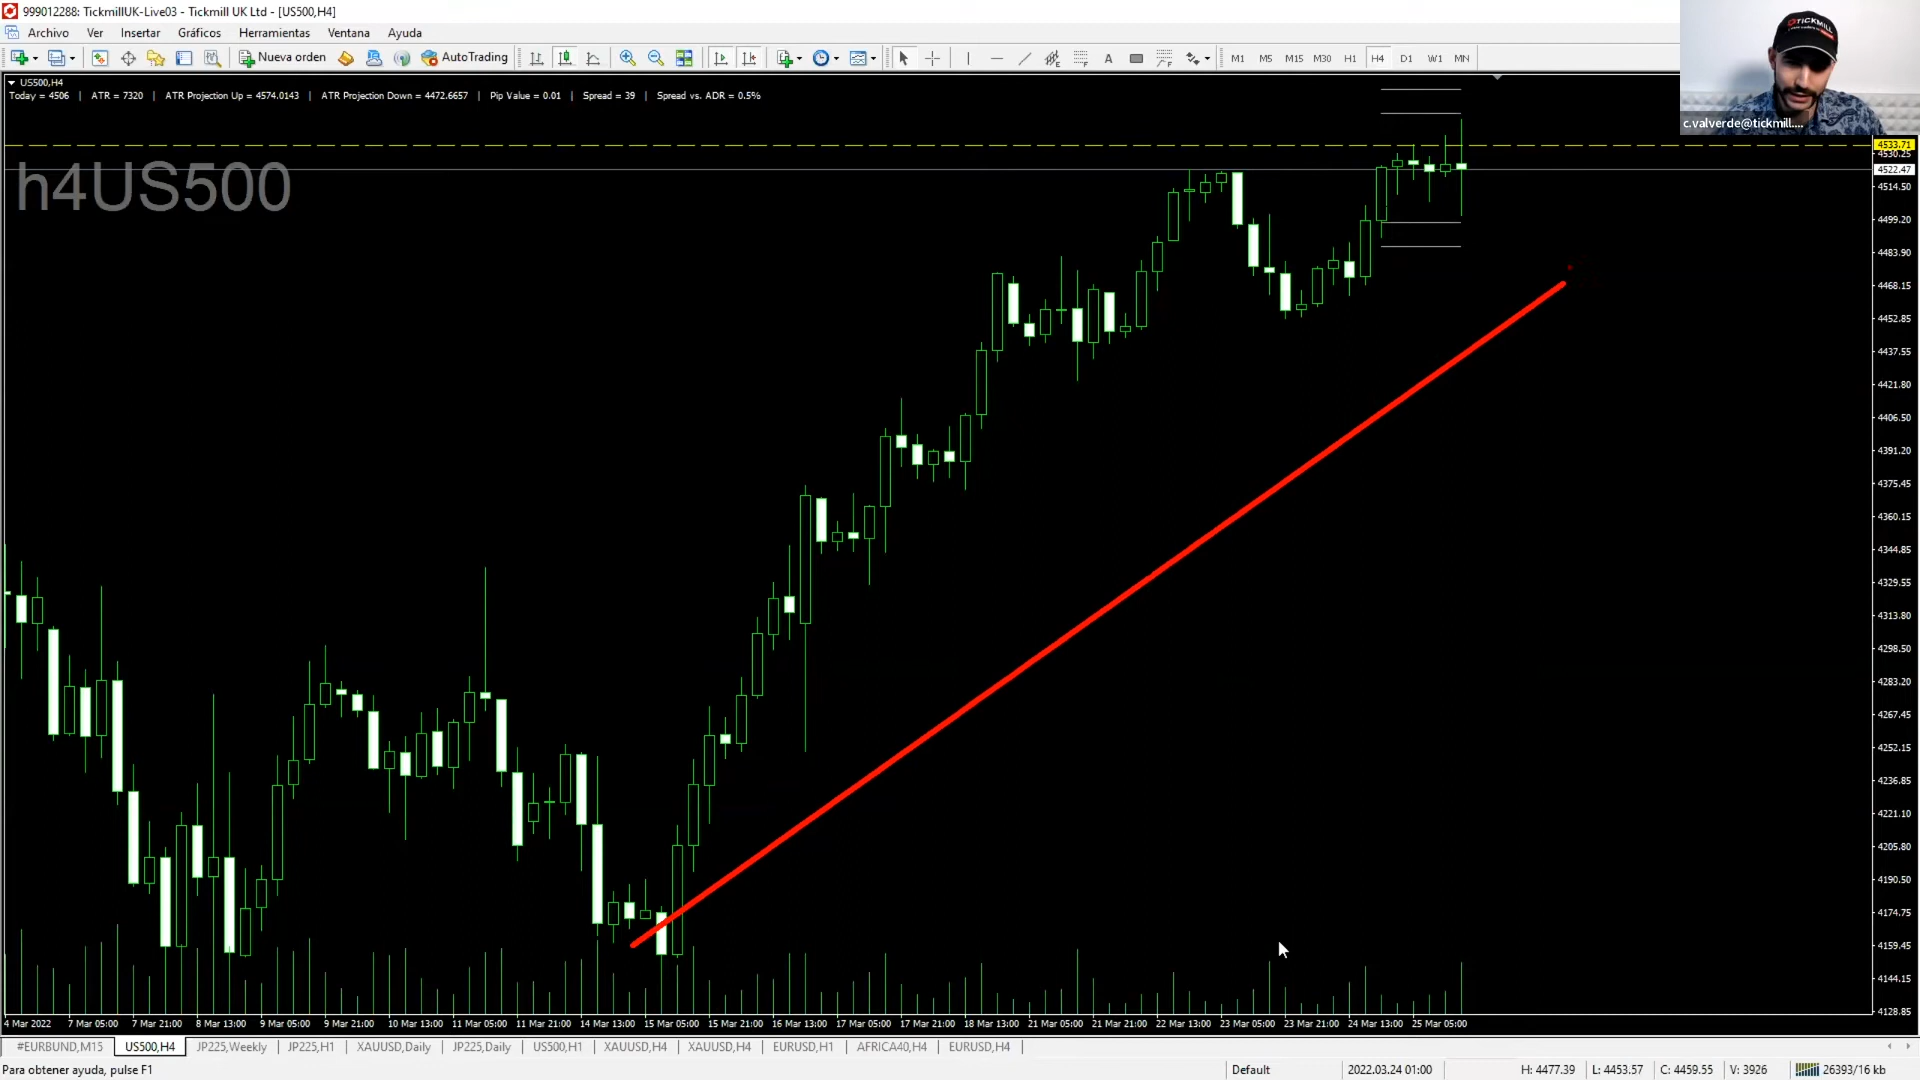 999012288: TickmillUK-Live03 - Tickmill UK Ltd - [US500,H4]
Archivo Ver Insertar Gráficos Herramientas Ventana Ayuda
Nueva orden AutoTrading A M1 M5 M15 M30 H1 H4 D1 W1 MN
TICKMILL
c.valverde@tickmill....
US500,H4
Today = 4506 | ATR = 7320 | ATR Projection Up = 4574.0143 | ATR Projection Down = 4472.6657 | Pip Value = 0.01 | Spread = 39 | Spread vs. ADR = 0.5%
h4US500
4533.71
4530.25
4522.47
4514.50
4499.20
4483.90
4468.15
4452.85
4437.55
4421.80
4406.50
4391.20
4375.45
4360.15
4344.85
4329.55
4313.80
4298.50
4283.20
4267.45
4252.15
4236.85
4221.10
4205.80
4190.50
4174.75
4159.45
4144.15
4128.85
4 Mar 2022 7 Mar 05:00 7 Mar 21:00 8 Mar 13:00 9 Mar 05:00 9 Mar 21:00 10 Mar 13:00 11 Mar 05:00 11 Mar 21:00 14 Mar 13:00 15 Mar 05:00 15 Mar 21:00 16 Mar 13:00 17 Mar 05:00 17 Mar 21:00 18 Mar 13:00 21 Mar 05:00 21 Mar 21:00 22 Mar 13:00 23 Mar 05:00 23 Mar 21:00 24 Mar 13:00 25 Mar 05:00
#EURBUND,M15 US500,H4 JP225,Weekly JP225,H1 XAUUSD,Daily JP225,Daily US500,H1 XAUUSD,H4 XAUUSD,H4 EURUSD,H1 AFRICA40,H4 EURUSD,H4
Para obtener ayuda, pulse F1 Default 2022.03.24 01:00 H: 4477.39 L: 4453.57 C: 4459.55 V: 3926 26393/16 kb